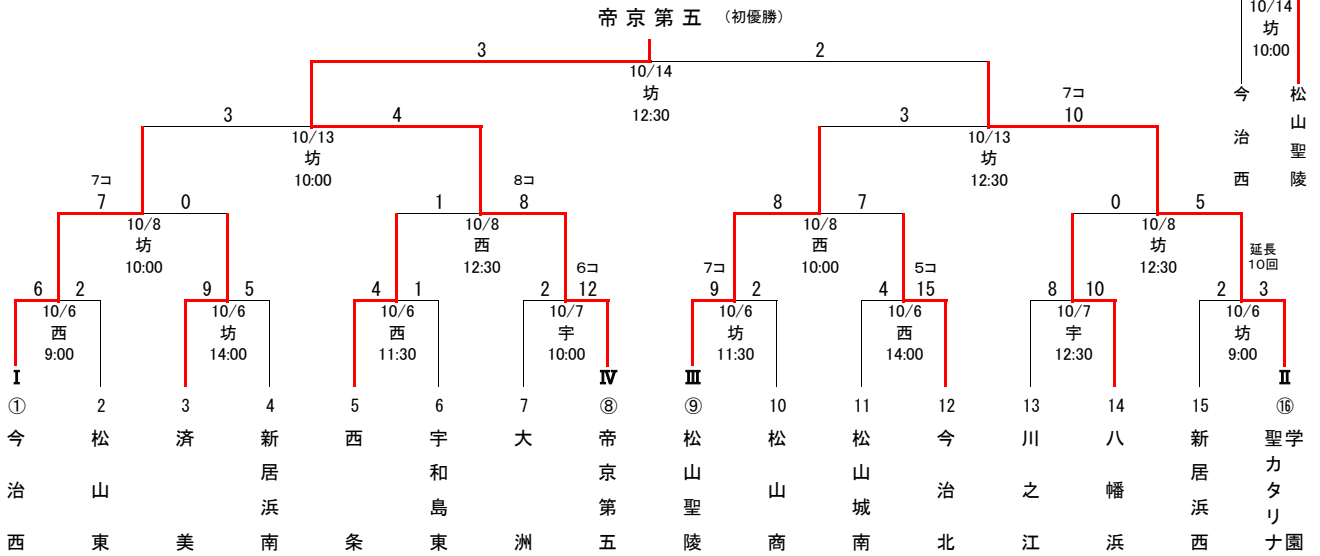 帝京第五 (初優勝)
10/14
坊
10:00
今治西
松山聖陵
3 2
10/14
坊
12:30
3 4
10/13
坊
10:00
3 7コ 10
10/13
坊
12:30
7コ
7 0
10/8
坊
10:00
8コ
1 8
10/8
西
12:30
8 7
10/8
西
10:00
0 5
10/8
坊
12:30
6 2
10/6
西
9:00
9 5
10/6
坊
14:00
4 1
10/6
西
11:30
6コ
2 12
10/7
宇
10:00
7コ
9 2
10/6
坊
11:30
5コ
4 15
10/6
西
14:00
8 10
10/7
宇
12:30
延長
10回
2 3
10/6
坊
9:00
Ⅰ Ⅳ Ⅲ Ⅱ
① 2 3 4 5 6 7 ⑧ ⑨ 10 11 12 13 14 15 ⑯
今治西
松山東
済美
新居浜南
西条
宇和島東
大洲
帝京第五
松山聖陵
松山商
松山城南
今治北
川之江
八幡浜
新居浜西
聖カタリナ
学園